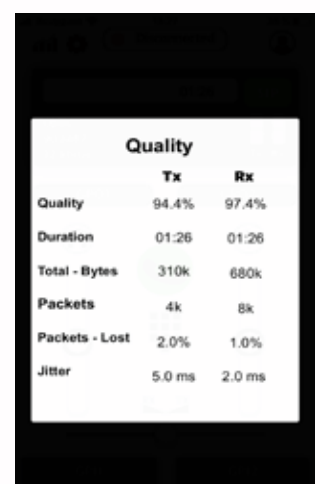 Quality
Tx Rx
Quality 94.4% 97.4%
Duration 01:26 01:26
Total - Bytes 310k 680k
Packets 4k 8k
Packets - Lost 2.0% 1.0%
Jitter 5.0 ms 2.0 ms